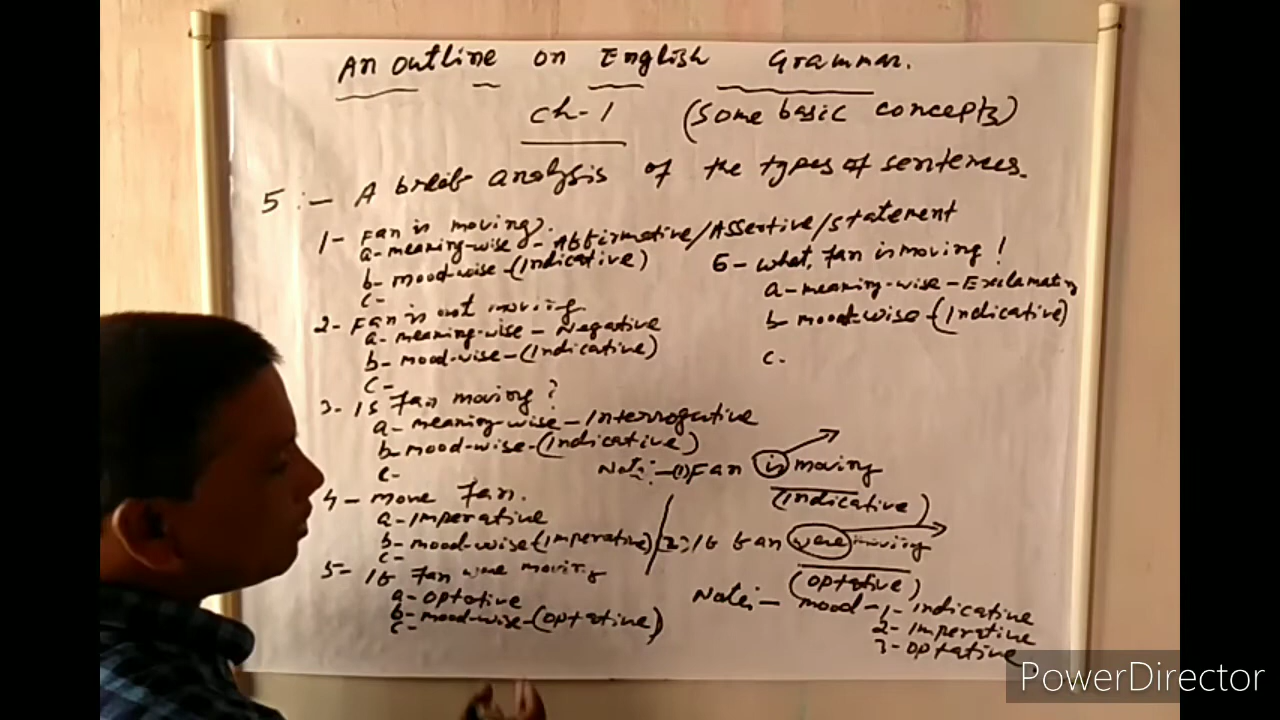 An outline on English Grammar.
ch-1 (some basic concepts)
5:- A break analysis of the types of sentences.
1- Fan is moving.
a- meaning-wise - Affirmative/Assertive/statement
b- mood-wise-(Indicative)
c-
2- Fan is not moving.
a- meaning-wise - Negative
b- mood-wise-(Indicative)
c-
3- Is Fan moving?
a- meaning-wise - Interrogative
b- mood-wise-(Indicative)
c-
4- move Fan.
a- Imperative
b- mood-wise-(Imperative)
c-
5- If Fan were moving
a- optative
b- mood-wise-(optative)
c-
6- what, Fan is moving!
a- meaning-wise - Exclamatory
b- mood-wise-(Indicative)
c.
Note:-(1) Fan is moving
(Indicative)
If Fan were moving
(optative)
Note:- mood-1- Indicative
2- Imperative
3- optative
PowerDirector